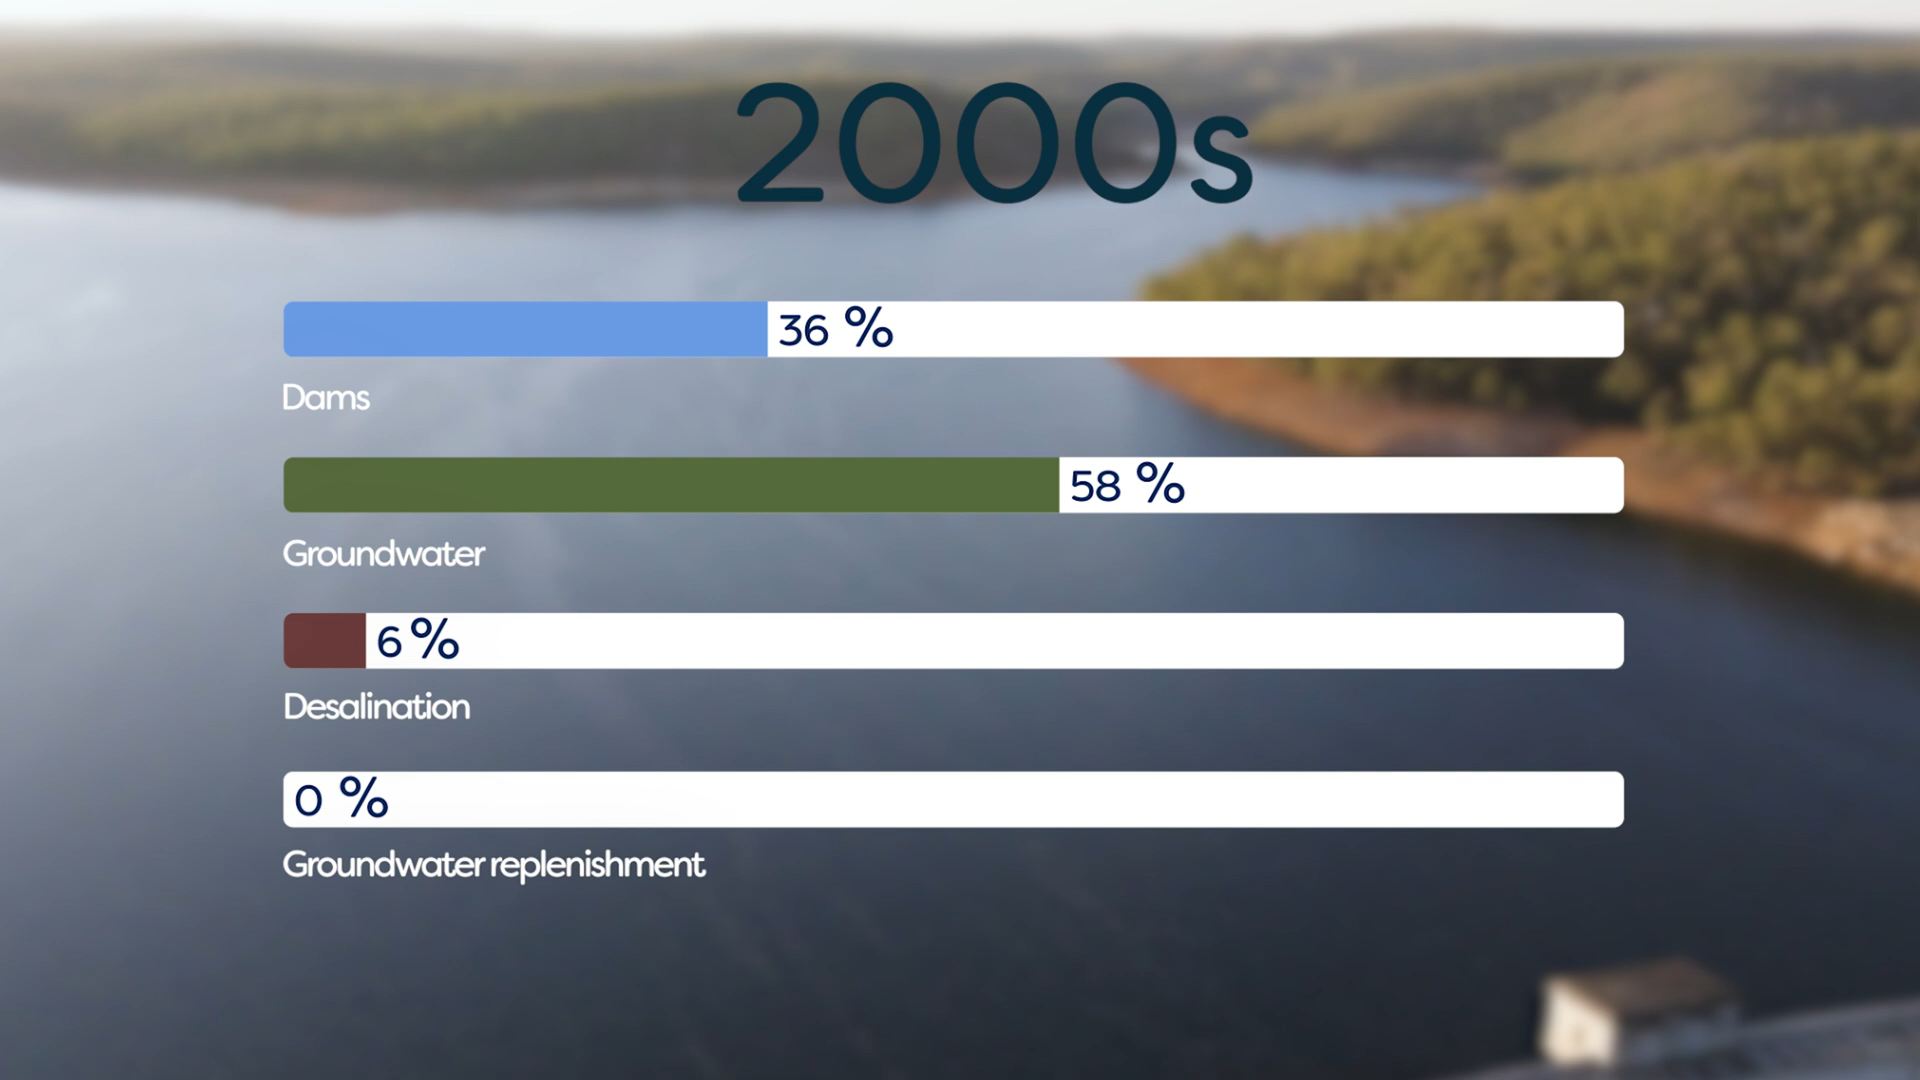 2000s
36 %
Dams
58 %
Groundwater
6 %
Desalination
0 %
Groundwater replenishment